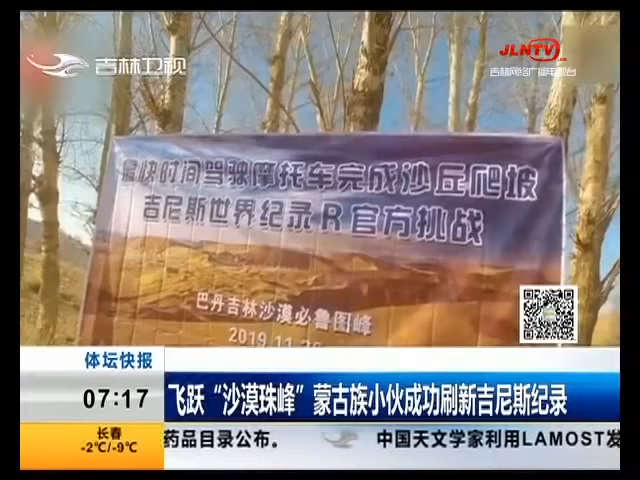 吉林卫视
JLNTV
吉林网络广播电视台
最快时间驾驶摩托车完成沙丘爬坡
吉尼斯世界纪录R官方挑战
巴丹吉林沙漠必鲁图峰
2019.11.
体坛快报
07:17
飞跃“沙漠珠峰”蒙古族小伙成功刷新吉尼斯纪录
长春
-2℃/-9℃
药品目录公布。
中国天文学家利用LAMOST发